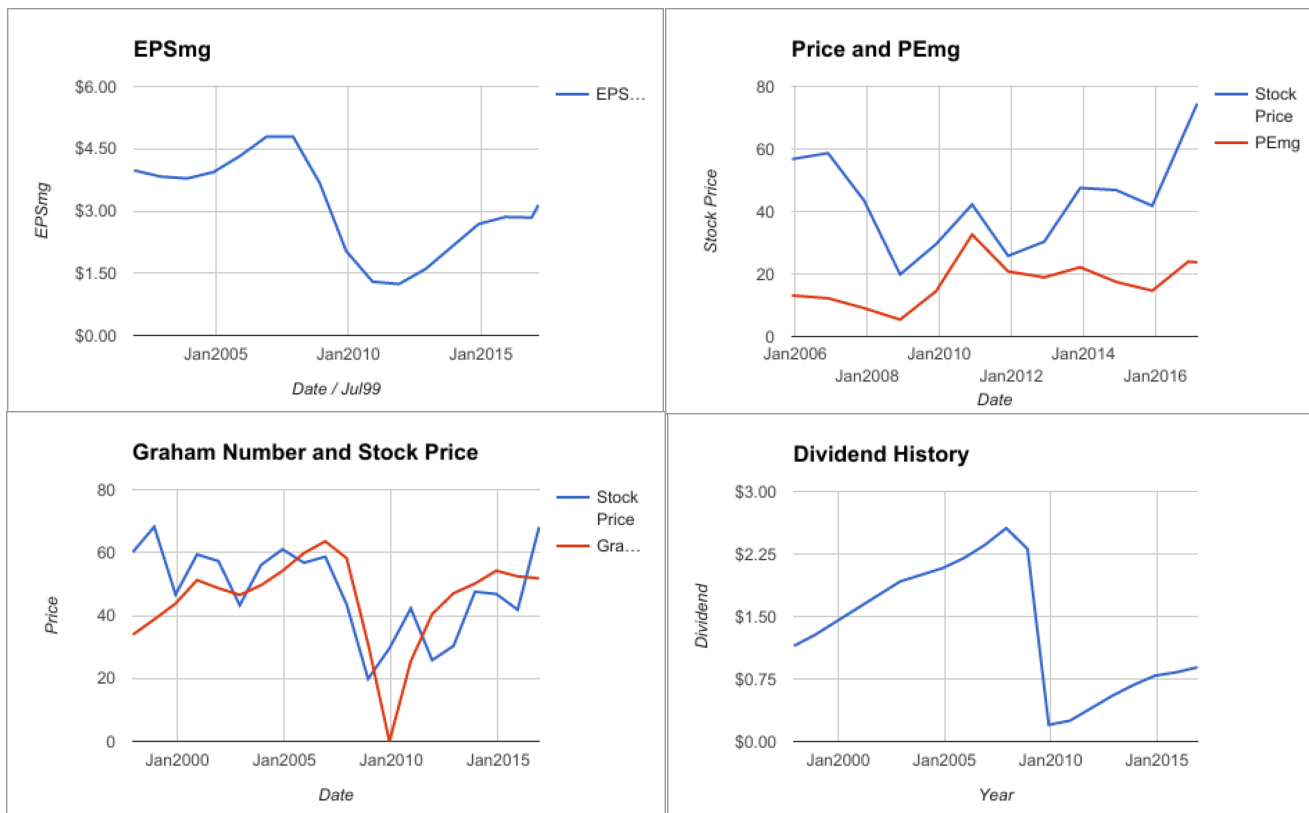 EPSmg
$6.00
$4.50
$3.00
$1.50
$0.00
EPSmg
EPS...
Jan2005 Jan2010 Jan2015
Date / Jul99
Price and PEmg
80
60
40
20
0
Stock Price
Stock
Price
PEmg
Jan2006 Jan2010 Jan2014
Jan2008 Jan2012 Jan2016
Date
Graham Number and Stock Price
80
60
40
20
0
Price
Stock
Price
Gra...
Jan2000 Jan2005 Jan2010 Jan2015
Date
Dividend History
$3.00
$2.25
$1.50
$0.75
$0.00
Dividend
Jan2000 Jan2005 Jan2010 Jan2015
Year